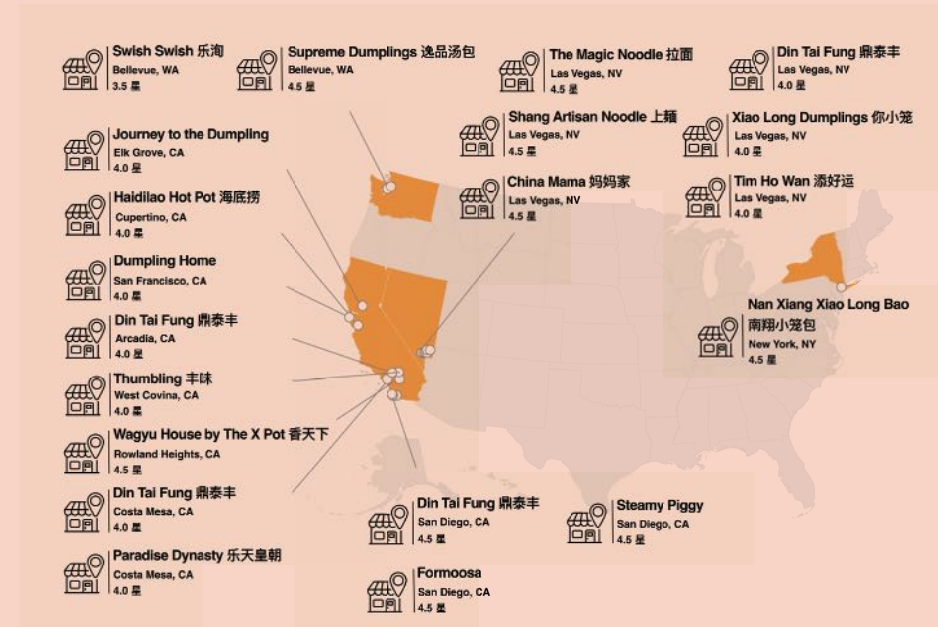 Swish Swish 乐洵
Bellevue, WA
3.5 星
Supreme Dumplings 逸品汤包
Bellevue, WA
4.5 星
The Magic Noodle 拉面
Las Vegas, NV
4.5 星
Din Tai Fung 鼎泰丰
Las Vegas, NV
4.0 星
Journey to the Dumpling
Elk Grove, CA
4.0 星
Shang Artisan Noodle 上麵
Las Vegas, NV
4.5 星
Xiao Long Dumplings 你小笼
Las Vegas, NV
4.0 星
Haidilao Hot Pot 海底捞
Cupertino, CA
4.0 星
China Mama 妈妈家
Las Vegas, NV
4.5 星
Tim Ho Wan 添好运
Las Vegas, NV
4.0 星
Dumpling Home
San Francisco, CA
4.0 星
Din Tai Fung 鼎泰丰
Arcadia, CA
4.0 星
Nan Xiang Xiao Long Bao
南翔小笼包
New York, NY
4.5 星
Thumbling 丰味
West Covina, CA
4.0 星
Wagyu House by The X Pot 香天下
Rowland Heights, CA
4.5 星
Din Tai Fung 鼎泰丰
Costa Mesa, CA
4.0 星
Din Tai Fung 鼎泰丰
San Diego, CA
4.5 星
Steamy Piggy
San Diego, CA
4.5 星
Paradise Dynasty 乐天皇朝
Costa Mesa, CA
4.0 星
Formoosa
San Diego, CA
4.5 星